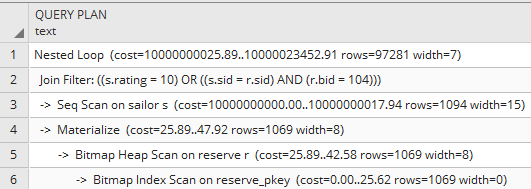 QUERY PLAN
text
1 Nested Loop (cost=10000000025.89..10000023452.91 rows=97281 width=7)
2 Join Filter: ((s.rating = 10) OR ((s.sid = r.sid) AND (r.bid = 104)))
3 -> Seq Scan on sailor s (cost=10000000000.00..10000000017.94 rows=1094 width=15)
4 -> Materialize (cost=25.89..47.92 rows=1069 width=8)
5 -> Bitmap Heap Scan on reserve r (cost=25.89..42.58 rows=1069 width=8)
6 -> Bitmap Index Scan on reserve_pkey (cost=0.00..25.62 rows=1069 width=0)